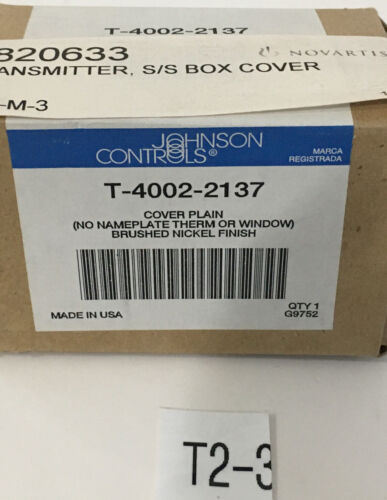 T-4002-2137
820633
NOVARTIS
ANSMITTER, S/S BOX COVER
-M-3
JOHNSON
CONTROLS®
MARCA
REGISTRADA
T-4002-2137
COVER PLAIN
(NO NAMEPLATE THERM OR WINDOW)
BRUSHED NICKEL FINISH
MADE IN USA
QTY 1
G9752
T2-3